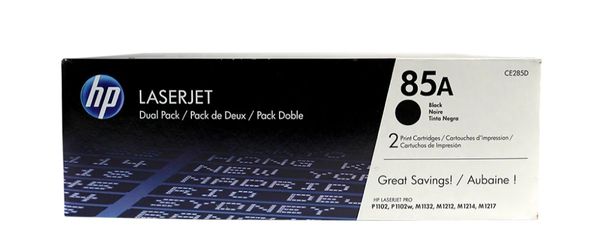 hp
LASERJET
Dual Pack / Pack de Deux / Pack Doble
85A
CE285D
Black
Noire
Tinta Negra
2 Print Cartridges / Cartouches d'impression /
Cartuchos de Impresión
Great Savings! / Aubaine !
HP LASERJET PRO
P1102, P1102w, M1132, M1212, M1214, M1217
MADRID